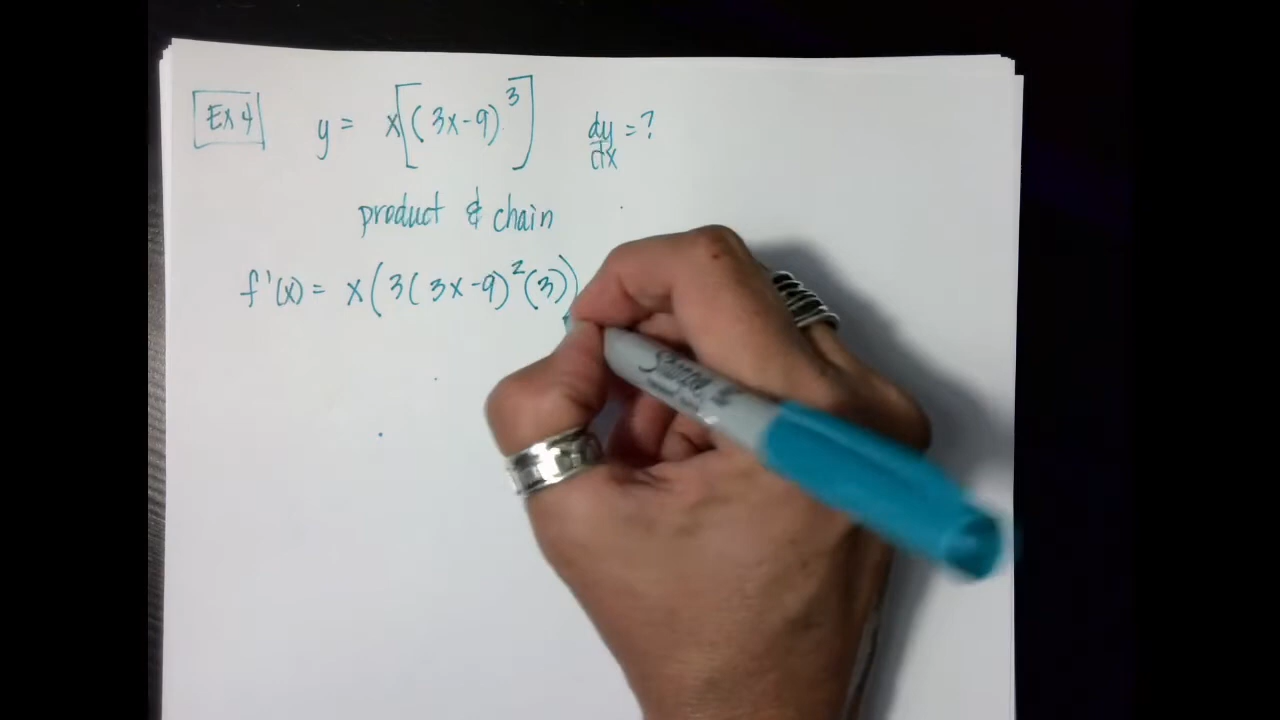 Ex 4 y = x[(3x-9)^3] dy/dx = ?
product & chain
f'(x) = x(3(3x-9)^2(3))